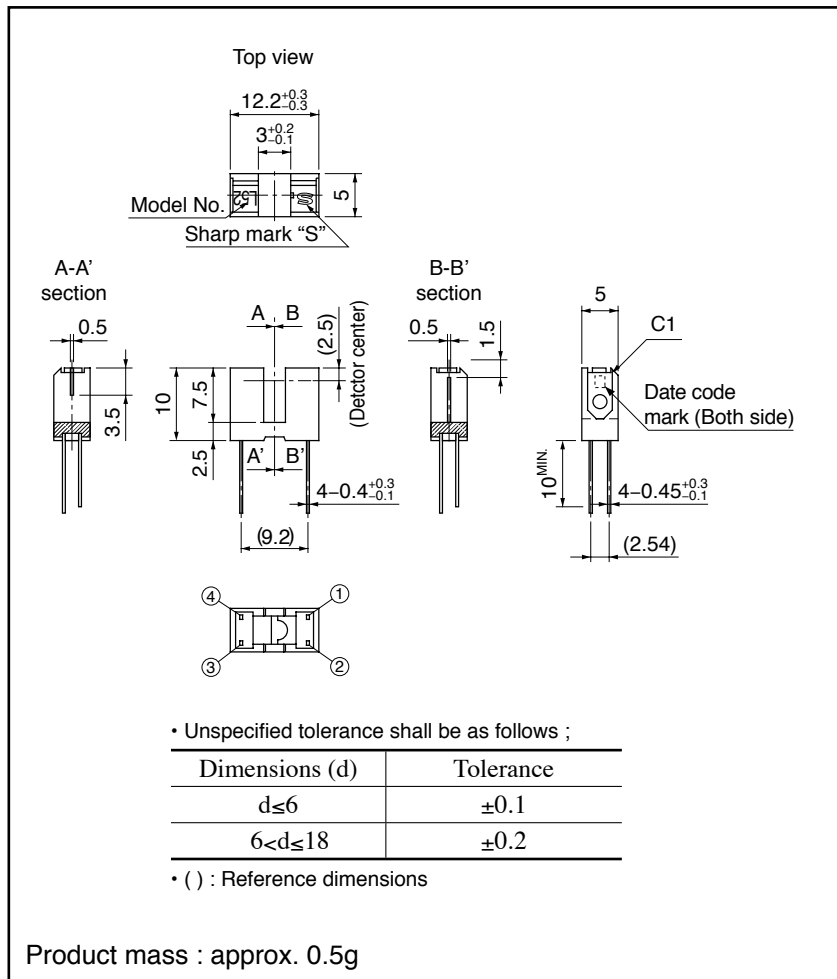 Top view
12.2+0.3 −0.3
3+0.2 −0.1
5
L52
S
Model No.
Sharp mark “S”
A-A’
section
0.5
3.5
A B
(2.5)
(Detctor center)
10
7.5
2.5
A’ B’
4−0.4+0.3 −0.1
(9.2)
B-B’
section
0.5
1.5
5
C1
Date code
mark (Both side)
10MIN.
4−0.45+0.3 −0.1
(2.54)
④ ①
③ ②
• Unspecified tolerance shall be as follows ;
Dimensions (d) Tolerance
d≤6 ±0.1
6<d≤18 ±0.2
• ( ) : Reference dimensions
Product mass : approx. 0.5g